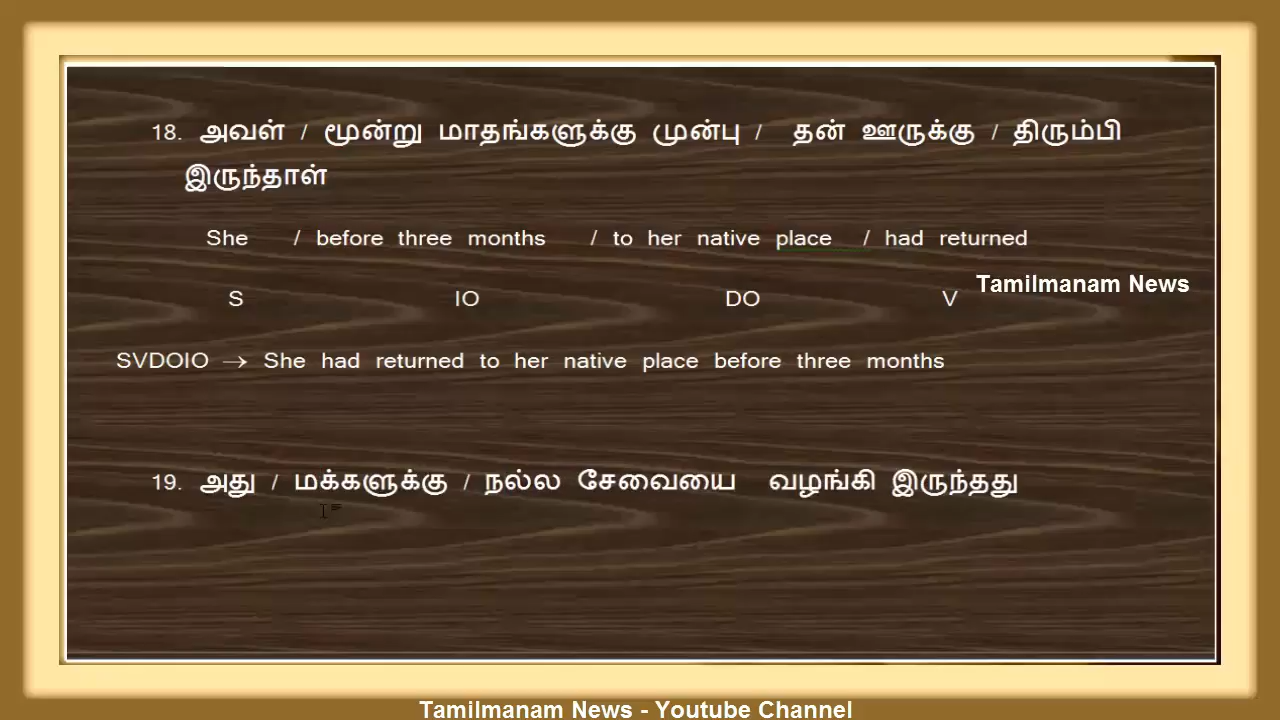 18. அவள் / மூன்று மாதங்களுக்கு முன்பு / தன் ஊருக்கு / திரும்பி
இருந்தாள்
She / before three months / to her native place / had returned
Tamilmanam News
S IO DO V
SVDOIO → She had returned to her native place before three months
19. அது / மக்களுக்கு / நல்ல சேவையை வழங்கி இருந்தது
Tamilmanam News - Youtube Channel